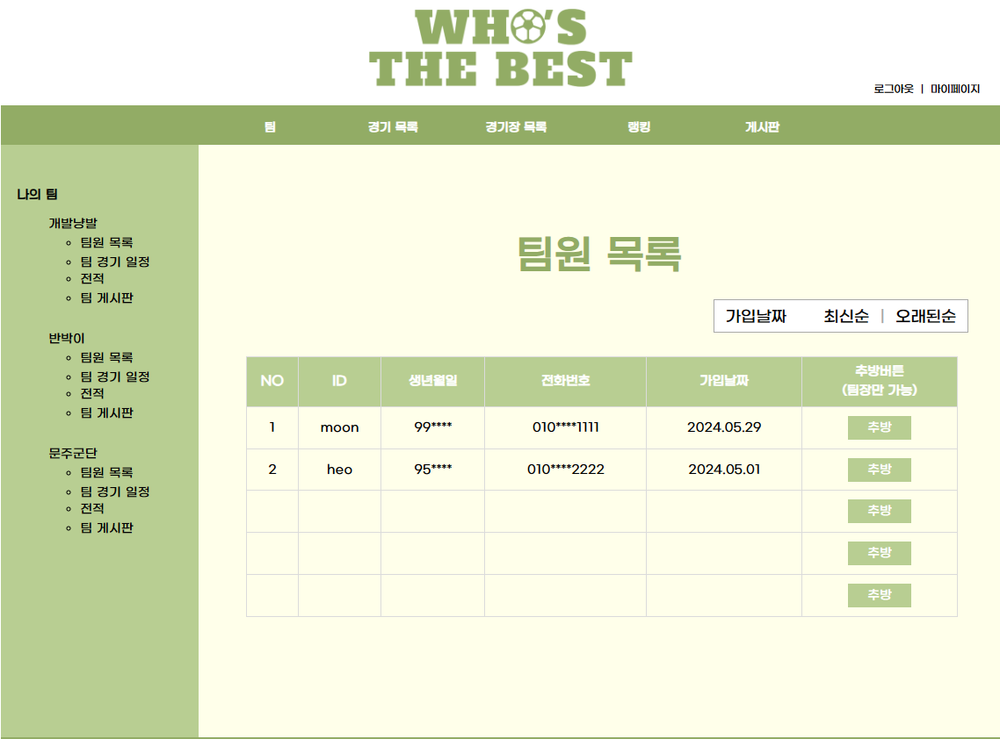 WHO'S
THE BEST
로그아웃 | 마이페이지
팀 경기 목록 경기장 목록 랭킹 게시판
나의 팀
개발냥발
팀원 목록
팀 경기 일정
전적
팀 게시판
반박이
팀원 목록
팀 경기 일정
전적
팀 게시판
문주군단
팀원 목록
팀 경기 일정
전적
팀 게시판
팀원 목록
가입날짜 최신순 | 오래된순
NO ID 생년월일 전화번호 가입날짜 추방버튼
(팀장만 가능)
1 moon 99**** 010****1111 2024.05.29 추방
2 heo 95**** 010****2222 2024.05.01 추방
추방
추방
추방